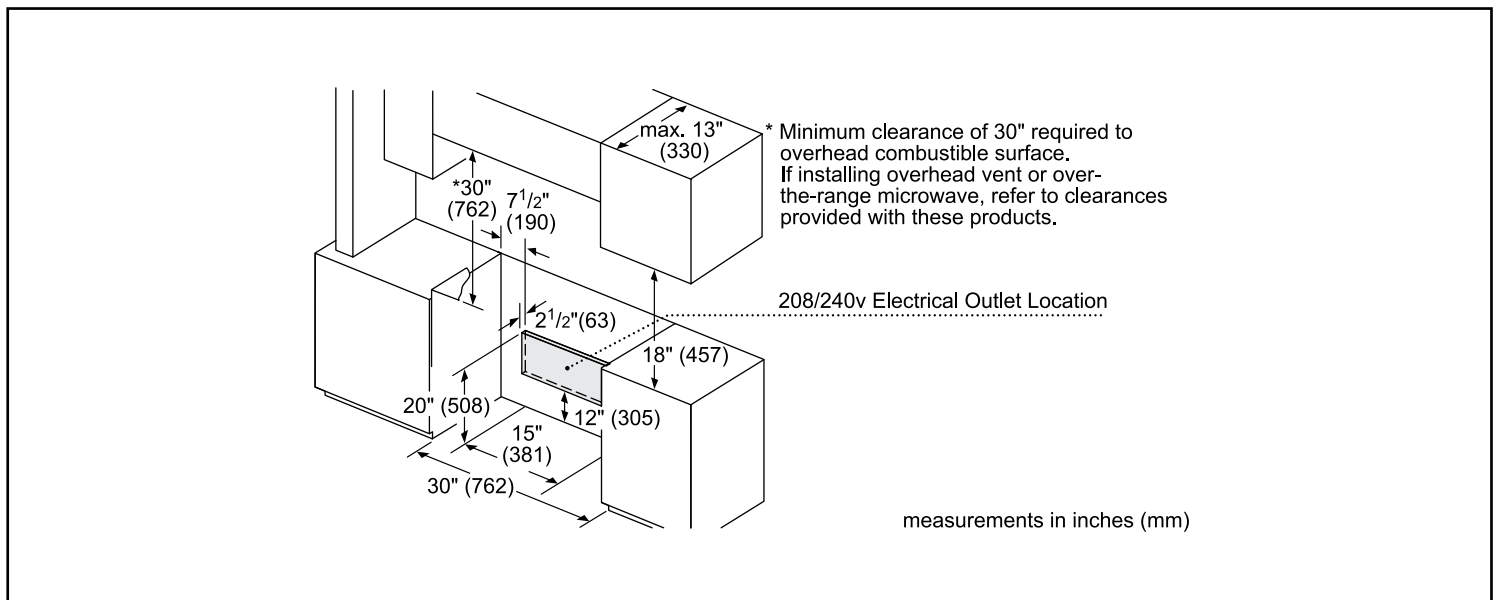 max. 13"
(330)
* Minimum clearance of 30" required to
overhead combustible surface.
If installing overhead vent or over-
the-range microwave, refer to clearances
provided with these products.
*30"
(762)
7 1/2"
(190)
208/240v Electrical Outlet Location
2 1/2"(63)
18" (457)
20" (508)
12" (305)
15"
(381)
30" (762)
measurements in inches (mm)